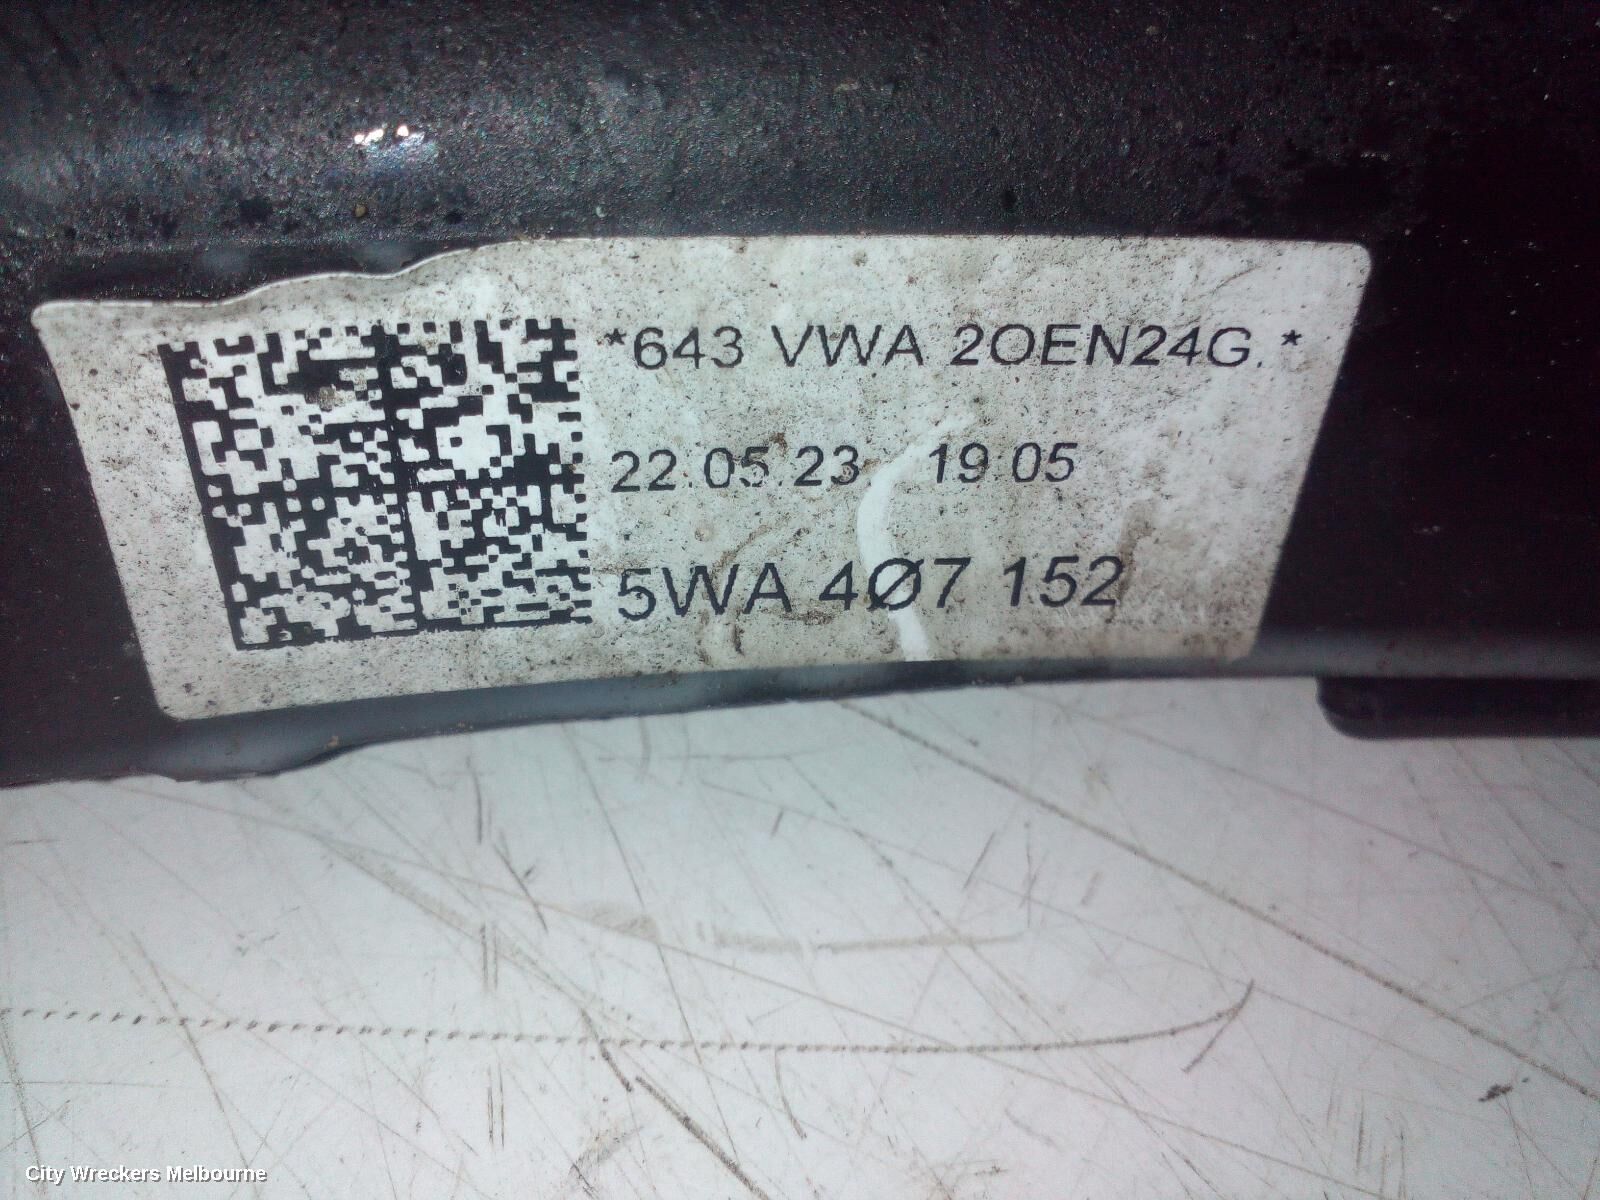 *643 VWA 2OEN24G.*
22.05.23 19:05
5WA 4Ø7 152
City Wreckers Melbourne